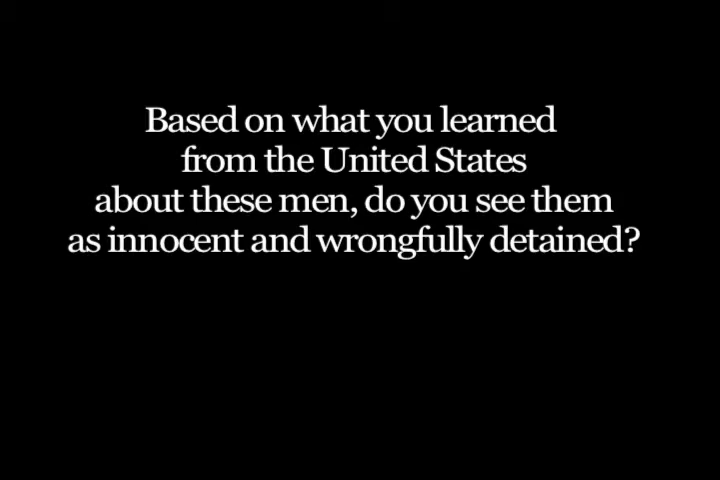 Based on what you learned
from the United States
about these men, do you see them
as innocent and wrongfully detained?